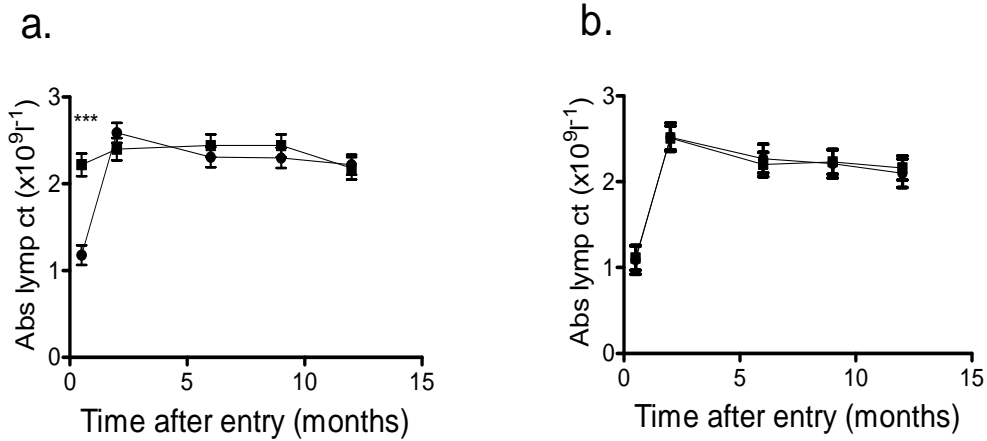 a.
Abs lymp ct (x10⁹l⁻¹)
3
2
1
0
***
0 5 10 15
Time after entry (months)
b.
Abs lymp ct (x10⁹l⁻¹)
3
2
1
0
0 5 10 15
Time after entry (months)